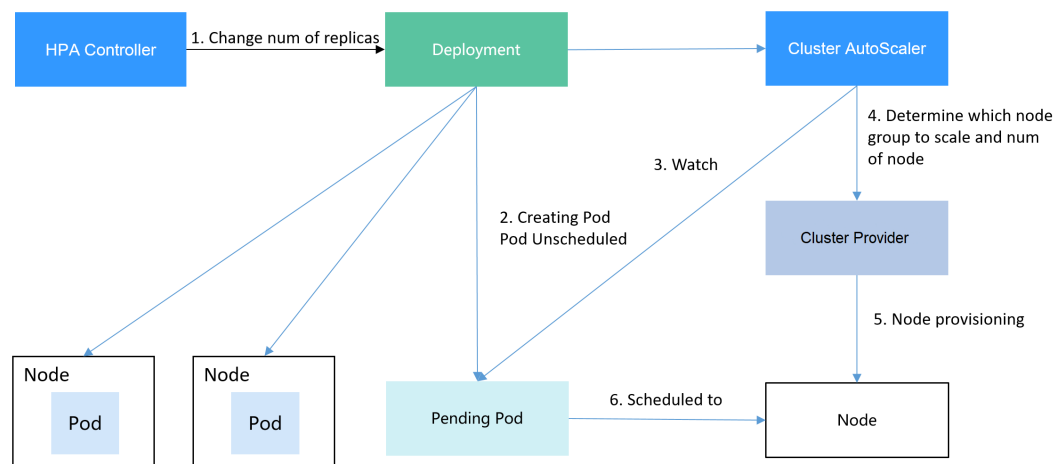 HPA Controller
1. Change num of replicas
Deployment
Cluster AutoScaler
4. Determine which node
group to scale and num
of node
3. Watch
2. Creating Pod
Pod Unscheduled
Cluster Provider
5. Node provisioning
Node
Pod
Node
Pod
Pending Pod
6. Scheduled to
Node